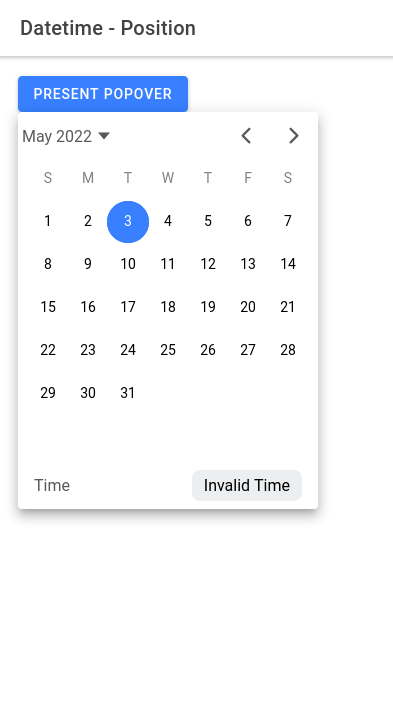 Datetime - Position
PRESENT POPOVER
May 2022
S M T W T F S
1 2 3 4 5 6 7
8 9 10 11 12 13 14
15 16 17 18 19 20 21
22 23 24 25 26 27 28
29 30 31
Time Invalid Time